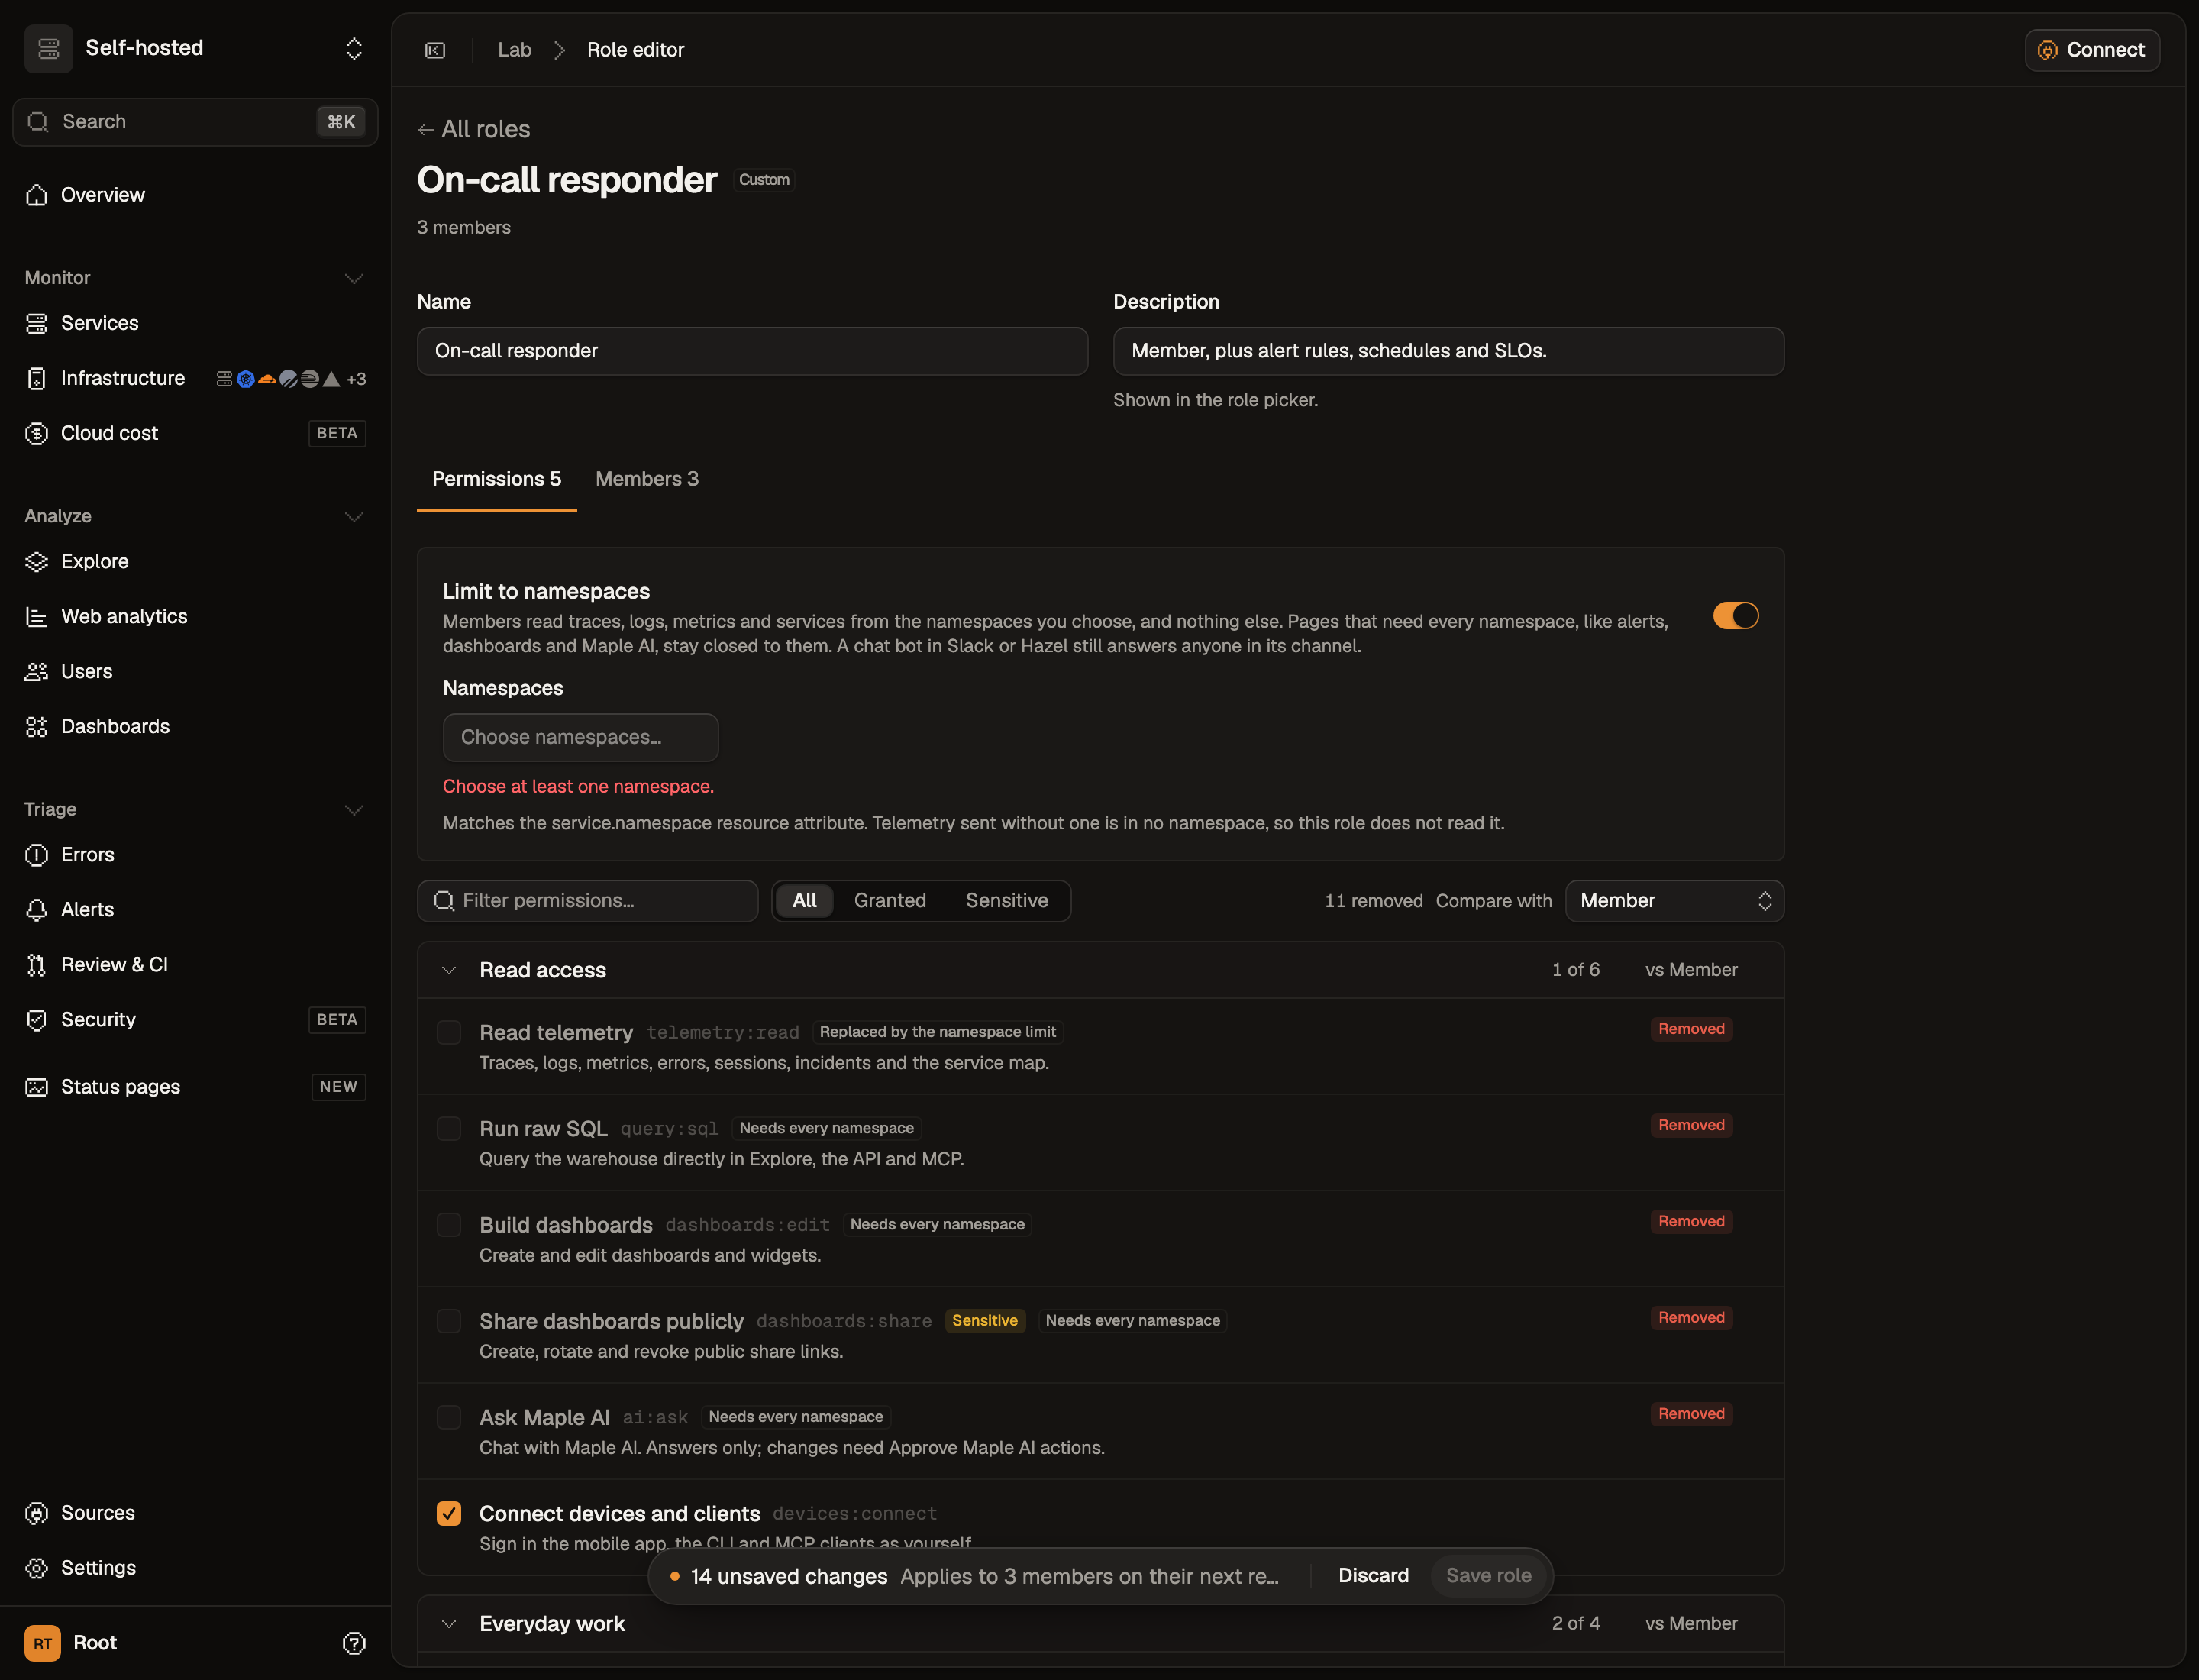 Self-hosted
Search ⌘K
Overview
Monitor
Services
Infrastructure +3
Cloud cost BETA
Analyze
Explore
Web analytics
Users
Dashboards
Triage
Errors
Alerts
Review & CI
Security BETA
Status pages NEW
Sources
Settings
RT Root
Lab Role editor
Connect
← All roles
On-call responder Custom
3 members
Name
On-call responder
Description
Member, plus alert rules, schedules and SLOs.
Shown in the role picker.
Permissions 5 Members 3
Limit to namespaces
Members read traces, logs, metrics and services from the namespaces you choose, and nothing else. Pages that need every namespace, like alerts,
dashboards and Maple AI, stay closed to them. A chat bot in Slack or Hazel still answers anyone in its channel.
Namespaces
Choose namespaces...
Choose at least one namespace.
Matches the service.namespace resource attribute. Telemetry sent without one is in no namespace, so this role does not read it.
Filter permissions... All Granted Sensitive 11 removed Compare with Member
Read access 1 of 6 vs Member
Read telemetry telemetry:read Replaced by the namespace limit Removed
Traces, logs, metrics, errors, sessions, incidents and the service map.
Run raw SQL query:sql Needs every namespace Removed
Query the warehouse directly in Explore, the API and MCP.
Build dashboards dashboards:edit Needs every namespace Removed
Create and edit dashboards and widgets.
Share dashboards publicly dashboards:share Sensitive Needs every namespace Removed
Create, rotate and revoke public share links.
Ask Maple AI ai:ask Needs every namespace Removed
Chat with Maple AI. Answers only; changes need Approve Maple AI actions.
Connect devices and clients devices:connect
Sign in the mobile app, the CLI and MCP clients as yourself
14 unsaved changes Applies to 3 members on their next re... Discard Save role
Everyday work 2 of 4 vs Member